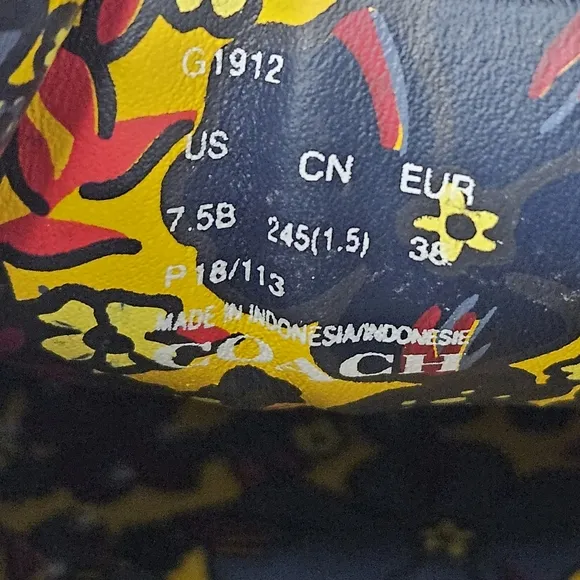 G1912
US CN EUR
7.5B 245(1.5) 38
P18/113
MADE IN INDONESIA/INDONESIE
COACH